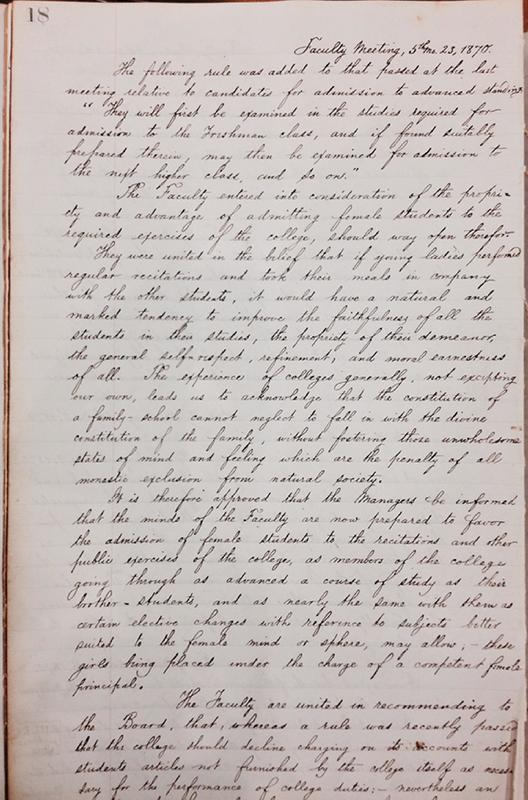 18
Faculty Meeting, 5th mo. 23, 1870.
The following rule was added to that passed at the last
meeting relative to candidates for admission to advanced standing:
"They will first be examined in the studies required for
admission to the Freshman class, and if found suitably
prepared therein, may then be examined for admission to
the next higher class, and so on."
The Faculty entered into consideration of the propri-
ety and advantage of admitting female students to the
required exercises of the college, should way open therefor.
They were united in the belief that if young ladies performed
regular recitations and took their meals in company
with the other students, it would have a natural and
marked tendency to improve the faithfulness of all the
students in their studies, the propriety of their demeanor,
the general self-respect, refinement, and moral earnestness
of all. The experience of colleges generally, not excepting
our own, leads us to acknowledge that the constitution of
a family-school cannot neglect to fall in with the divine
constitution of the family, without fostering those unwholesome
states of mind and feeling which are the penalty of all
monastic exclusion from natural society.
It is therefore approved that the Managers be informed
that the minds of the Faculty are now prepared to favor
the admission of female students to the recitations and other
public exercises of the college, as members of the college
going through as advanced a course of study as their
brother-students, and as nearly the same with them as
certain elective changes with reference to subjects better
suited to the female mind or sphere, may allow;- these
girls being placed under the charge of a competent female
principal.
The Faculty are united in recommending to
the Board, that, whereas a rule was recently passed
that the college should decline charging on its accounts with
students articles not furnished by the college itself as neces-
sary for the performance of college duties:- nevertheless an